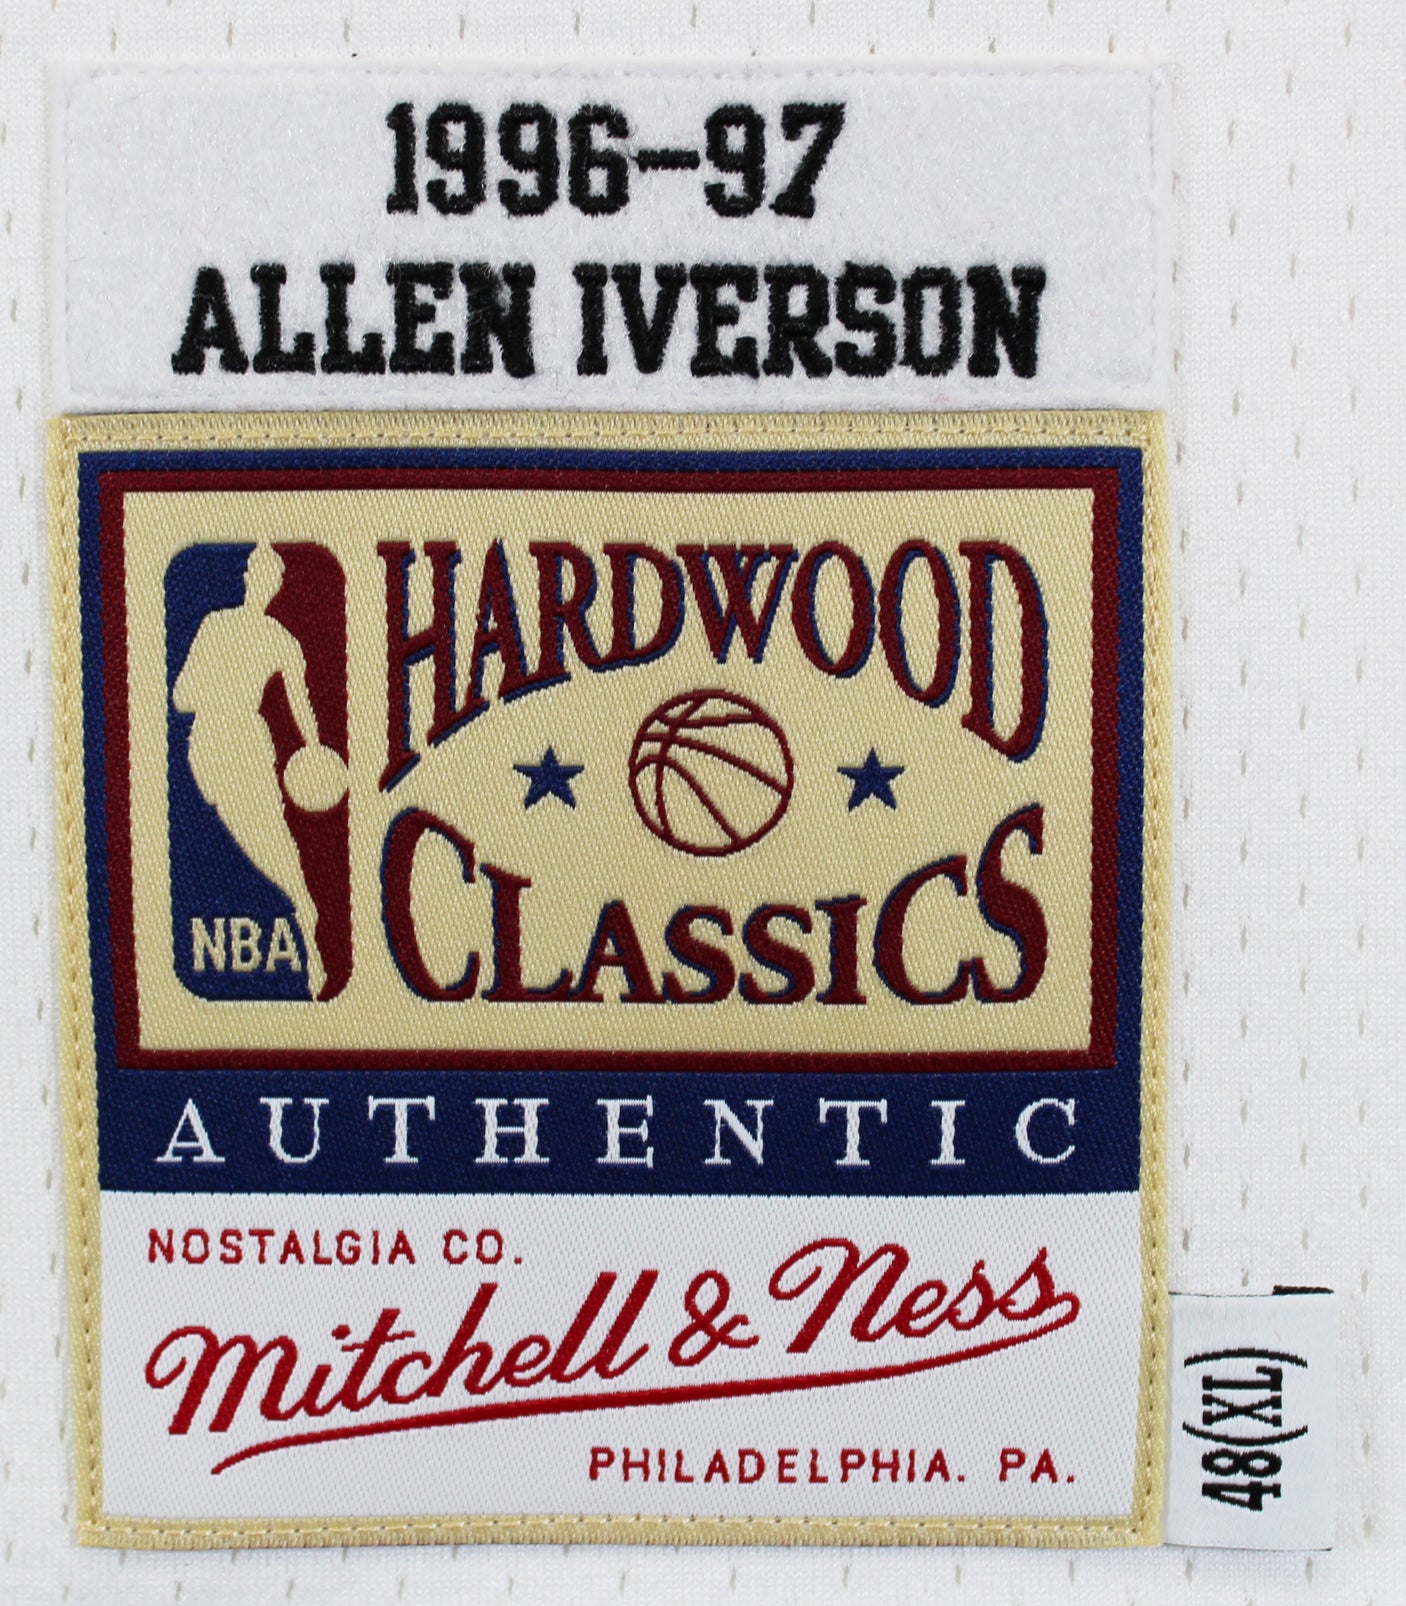 1996-97
ALLEN IVERSON
HARDWOOD
CLASSICS
NBA
AUTHENTIC
NOSTALGIA CO.
Mitchell & Ness
PHILADELPHIA. PA.
48(XL)